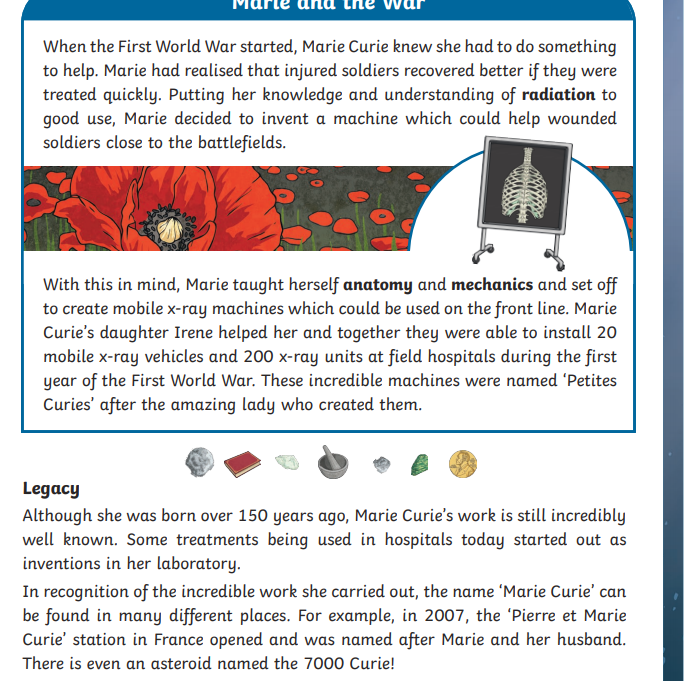 Marie and the War
When the First World War started, Marie Curie knew she had to do something
to help. Marie had realised that injured soldiers recovered better if they were
treated quickly. Putting her knowledge and understanding of radiation to
good use, Marie decided to invent a machine which could help wounded
soldiers close to the battlefields.
With this in mind, Marie taught herself anatomy and mechanics and set off
to create mobile x-ray machines which could be used on the front line. Marie
Curie’s daughter Irene helped her and together they were able to install 20
mobile x-ray vehicles and 200 x-ray units at field hospitals during the first
year of the First World War. These incredible machines were named ‘Petites
Curies’ after the amazing lady who created them.
Legacy
Although she was born over 150 years ago, Marie Curie’s work is still incredibly
well known. Some treatments being used in hospitals today started out as
inventions in her laboratory.
In recognition of the incredible work she carried out, the name ‘Marie Curie’ can
be found in many different places. For example, in 2007, the ‘Pierre et Marie
Curie’ station in France opened and was named after Marie and her husband.
There is even an asteroid named the 7000 Curie!